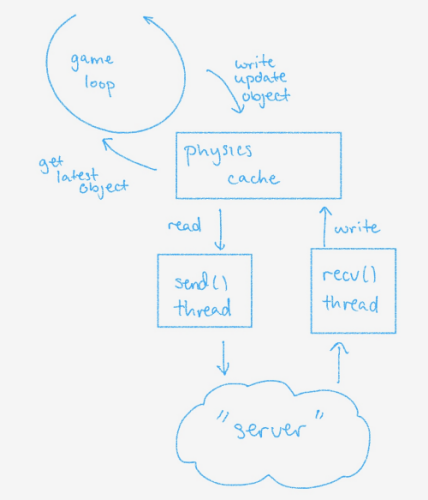 game
loop
write
update
object
get
latest
object
physics
cache
read
write
send()
thread
recv()
thread
"server"